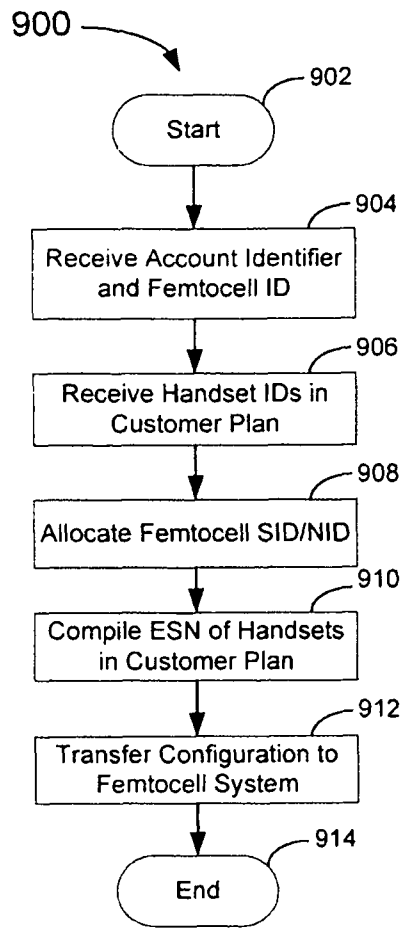 900
902
Start
904
Receive Account Identifier
and Femtocell ID
906
Receive Handset IDs in
Customer Plan
908
Allocate Femtocell SID/NID
910
Compile ESN of Handsets
in Customer Plan
912
Transfer Configuration to
Femtocell System
914
End